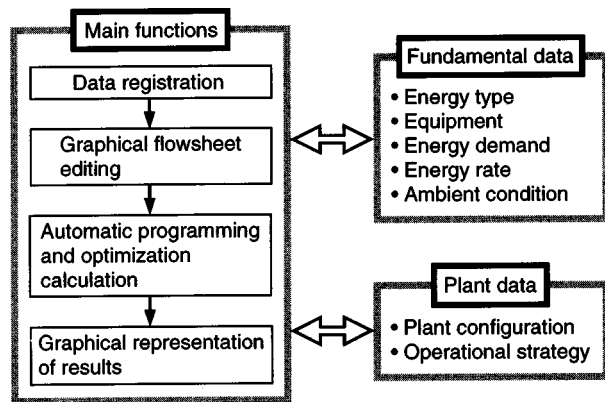 Main functions
Data registration
Graphical flowsheet
editing
Automatic programming
and optimization
calculation
Graphical representation
of results
Fundamental data
• Energy type
• Equipment
• Energy demand
• Energy rate
• Ambient condition
Plant data
• Plant configuration
• Operational strategy